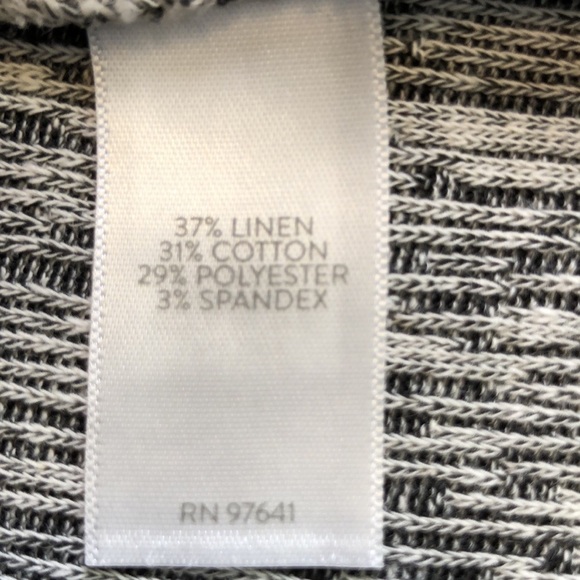 37% LINEN
31% COTTON
29% POLYESTER
3% SPANDEX
RN 97641